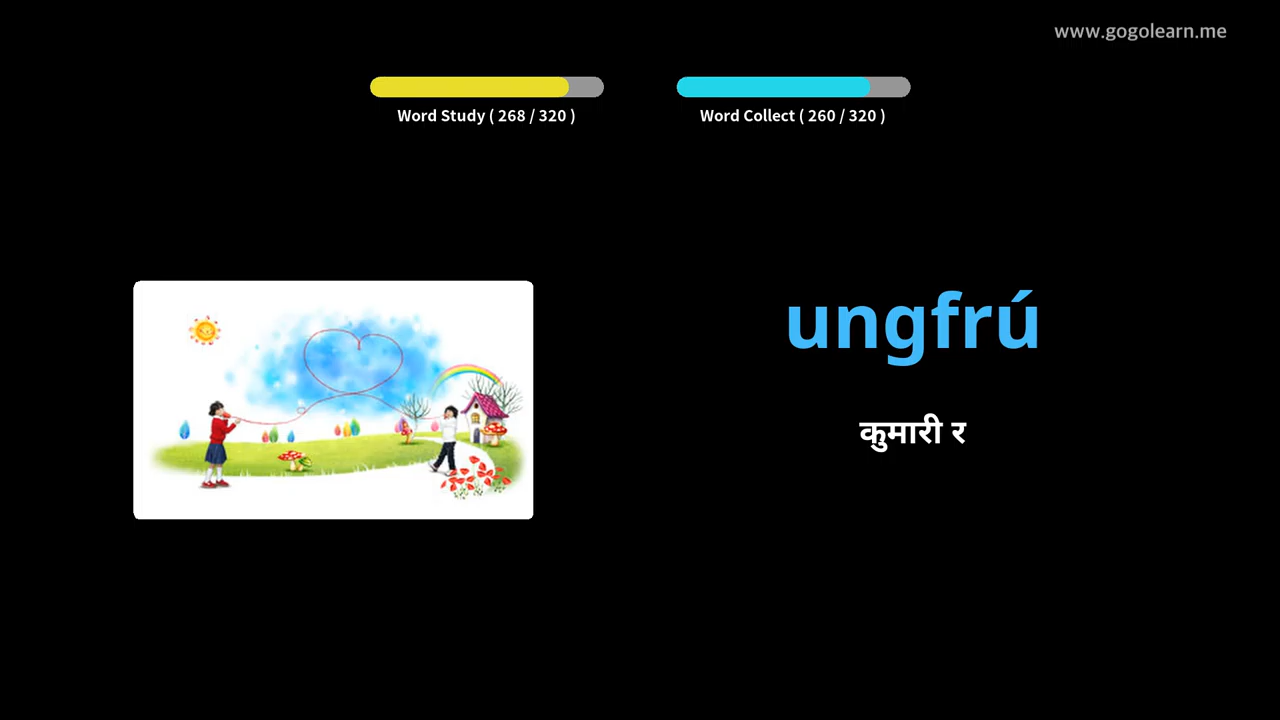 www.gogolearn.me
Word Study ( 268 / 320 )
Word Collect ( 260 / 320 )
ungfrú
कुमारी र